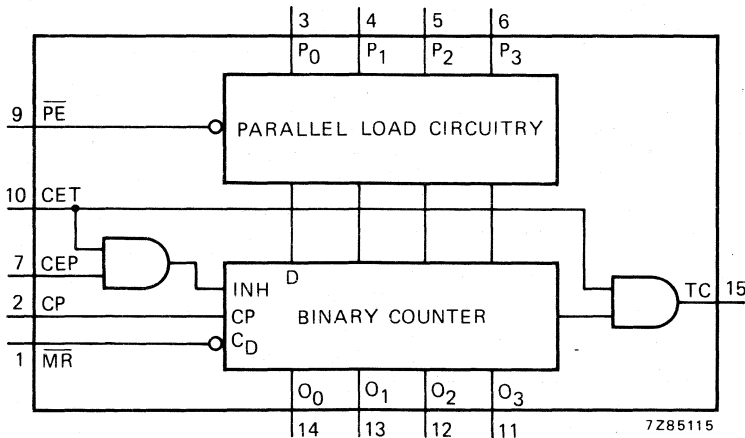 3 4 5 6
P0 P1 P2 P3
9 PE
PARALLEL LOAD CIRCUITRY
10 CET
7 CEP
D
INH
TC 15
2 CP
CP
BINARY COUNTER
1 MR
CD
O0 O1 O2 O3
14 13 12 11
7Z85115